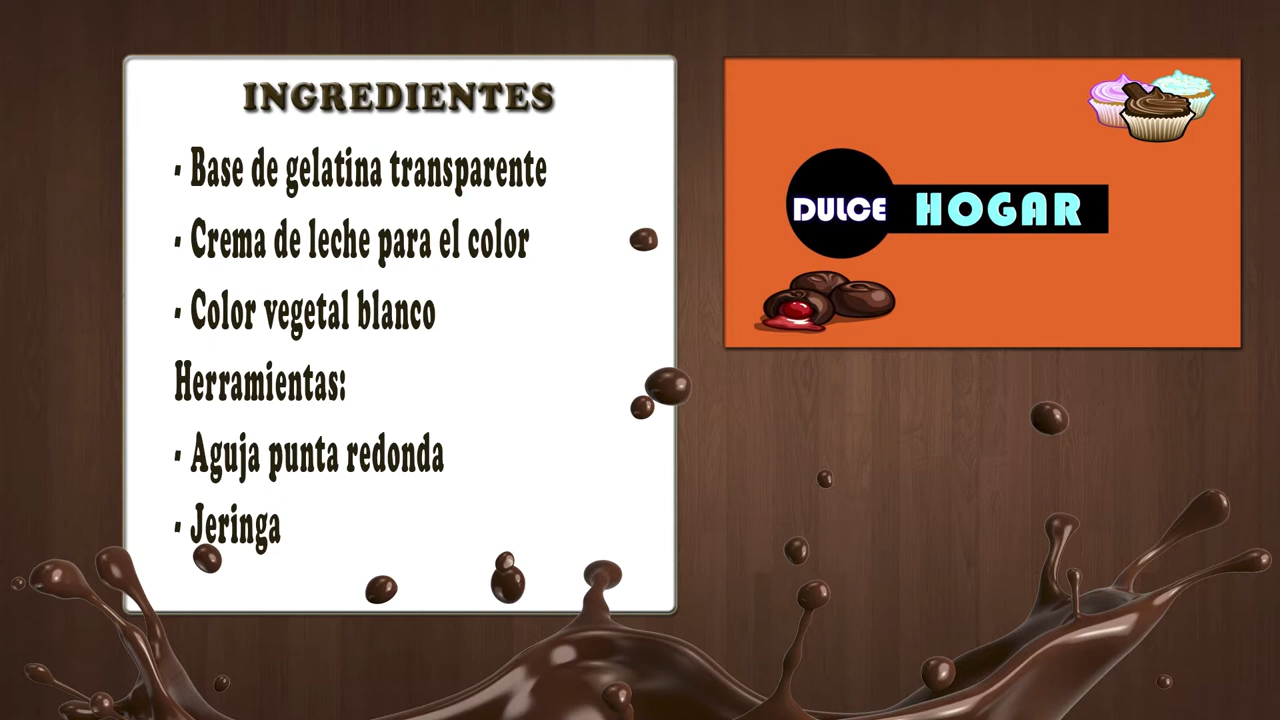 INGREDIENTES
- Base de gelatina transparente
- Crema de leche para el color
- Color vegetal blanco
Herramientas:
- Aguja punta redonda
- Jeringa
DULCE HOGAR